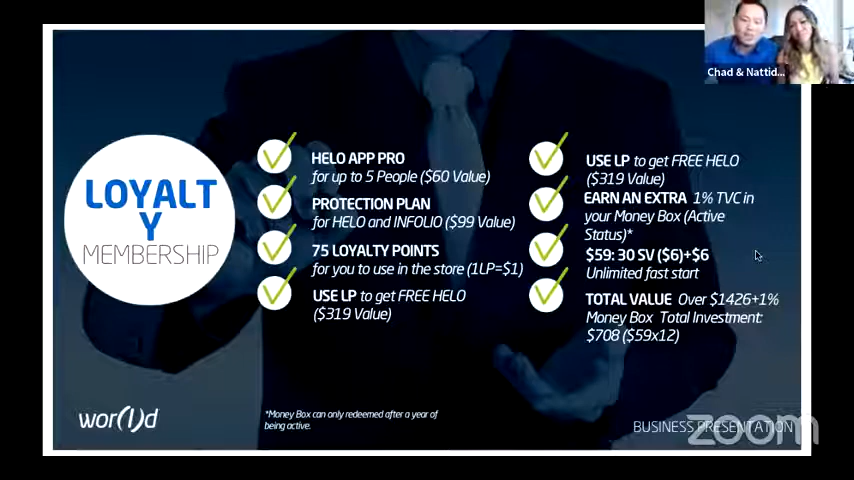 Chad & Nattid...
LOYALT
Y
MEMBERSHIP
HELO APP PRO
for up to 5 People ($60 Value)
PROTECTION PLAN
for HELO and INFOLIO ($99 Value)
75 LOYALTY POINTS
for you to use in the store (1LP=$1)
USE LP to get FREE HELO
($319 Value)
USE LP to get FREE HELO
($319 Value)
EARN AN EXTRA 1% TVC in
your Money Box (Active
Status)*
$59: 30 SV ($6)+$6
Unlimited fast start
TOTAL VALUE Over $1426+1%
Money Box Total Investment:
$708 ($59x12)
wor(l)d
*Money Box can only redeemed after a year of
being active.
BUSINESS PRESENTATION
zoom